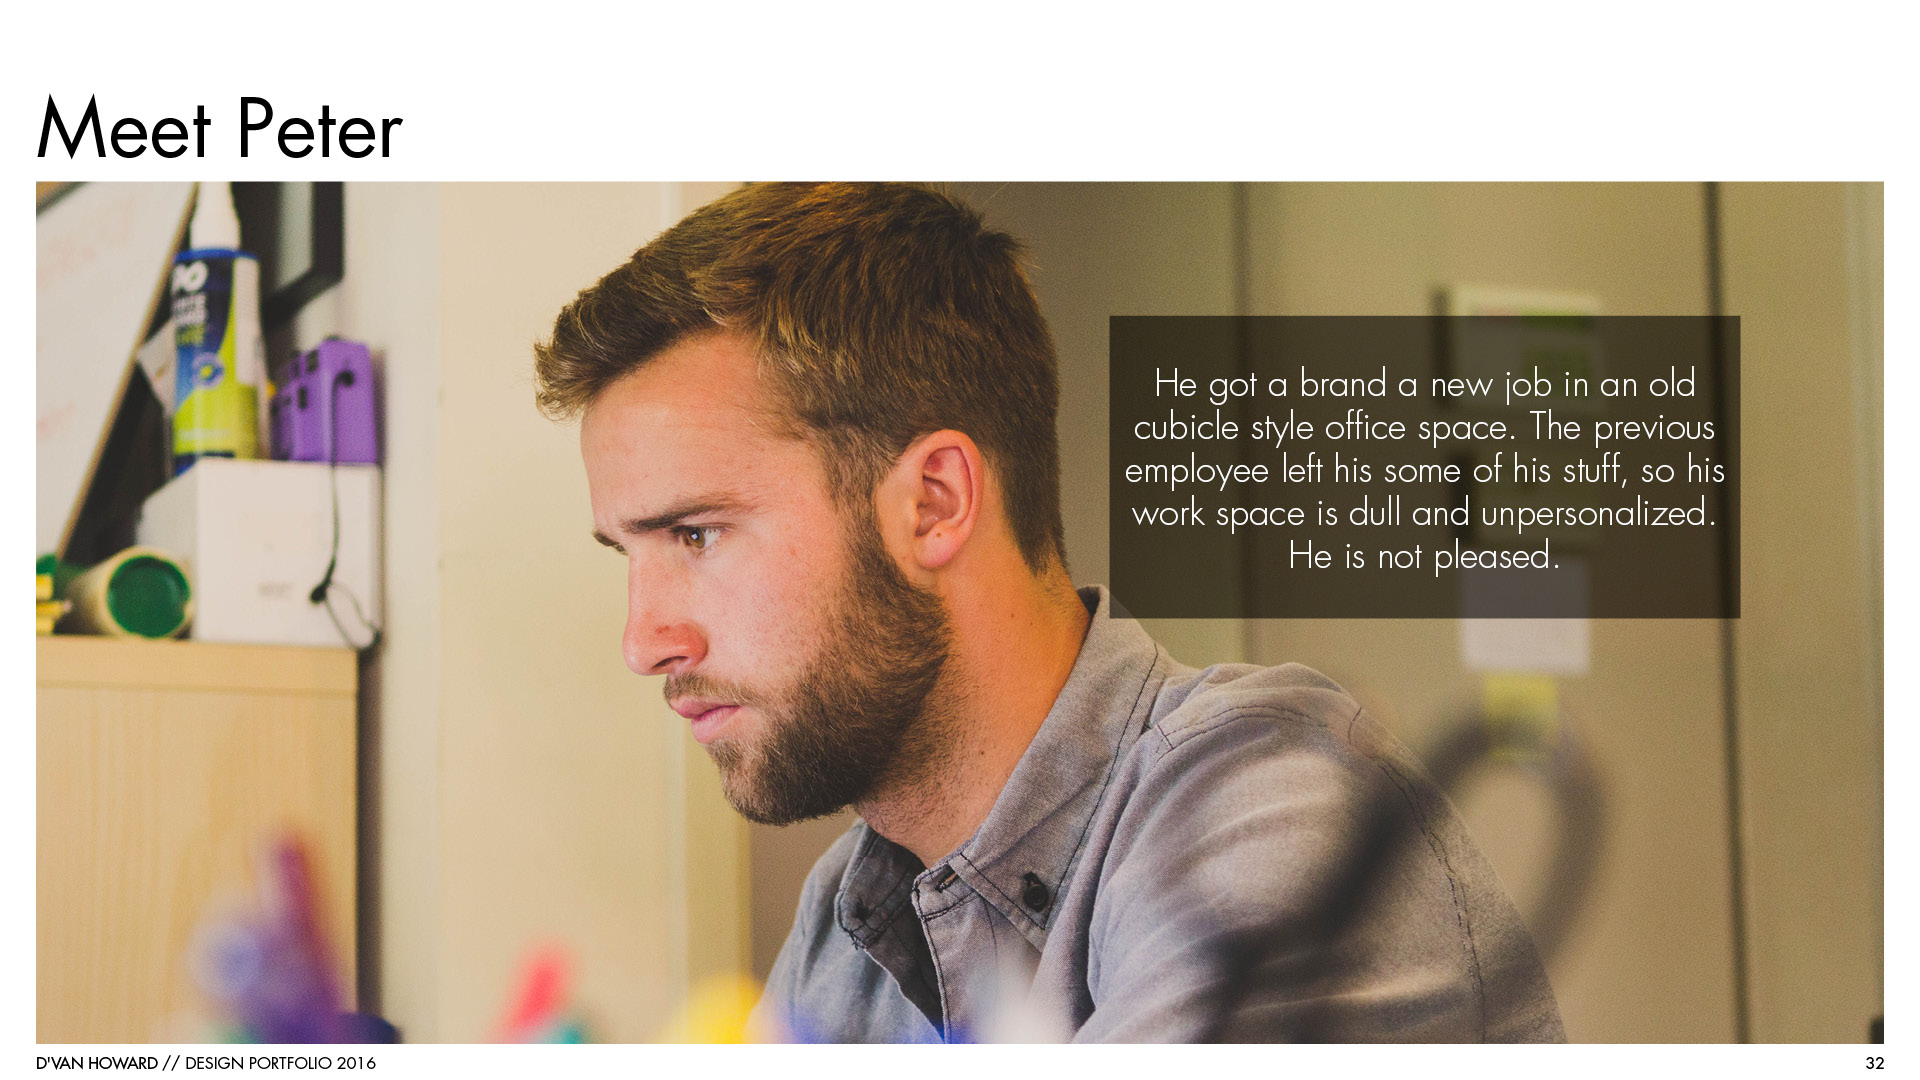 Meet Peter
He got a brand a new job in an old
cubicle style office space. The previous
employee left his some of his stuff, so his
work space is dull and unpersonalized.
He is not pleased.
D'VAN HOWARD // DESIGN PORTFOLIO 2016
32